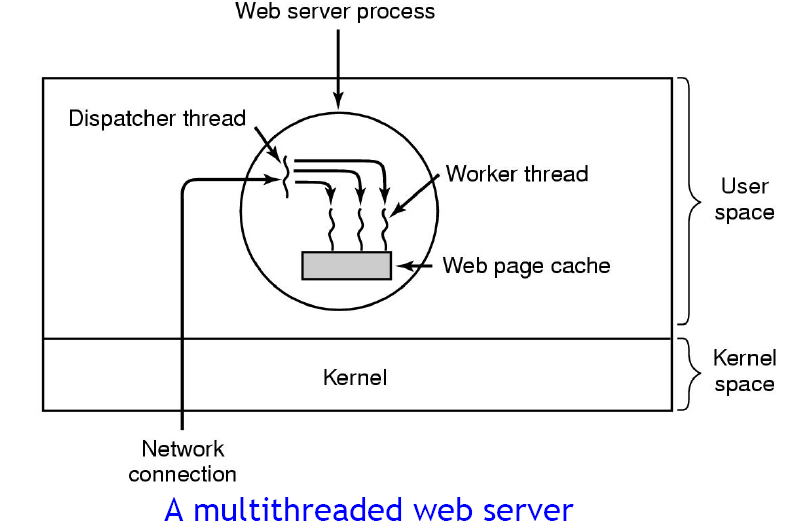 Web server process
Dispatcher thread
Worker thread
User
space
Web page cache
Kernel
Kernel
space
Network
connection
A multithreaded web server